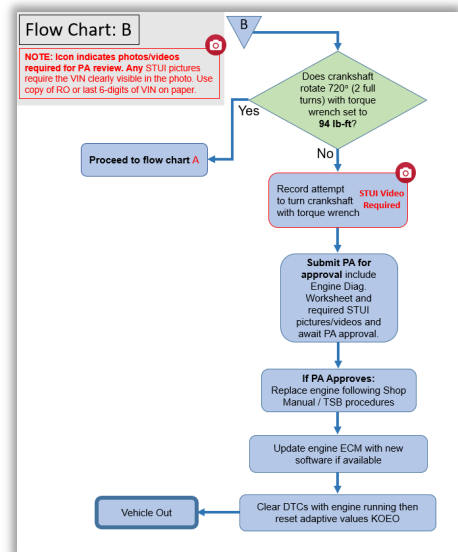 Flow Chart: B
NOTE: Icon indicates photos/videos
required for PA review. Any STUI pictures
require the VIN clearly visible in the photo. Use
copy of RO or last 6-digits of VIN on paper.
B
Does crankshaft
rotate 720° (2 full
turns) with torque
wrench set to
94 lb-ft?
Yes
Proceed to flow chart A
No
Record attempt
to turn crankshaft
with torque wrench
STUI Video
Required
Submit PA for
approval include
Engine Diag.
Worksheet and
required STUI
pictures/videos and
await PA approval.
If PA Approves:
Replace engine following Shop
Manual / TSB procedures
Update engine ECM with new
software if available
Clear DTCs with engine running then
reset adaptive values KOEO
Vehicle Out